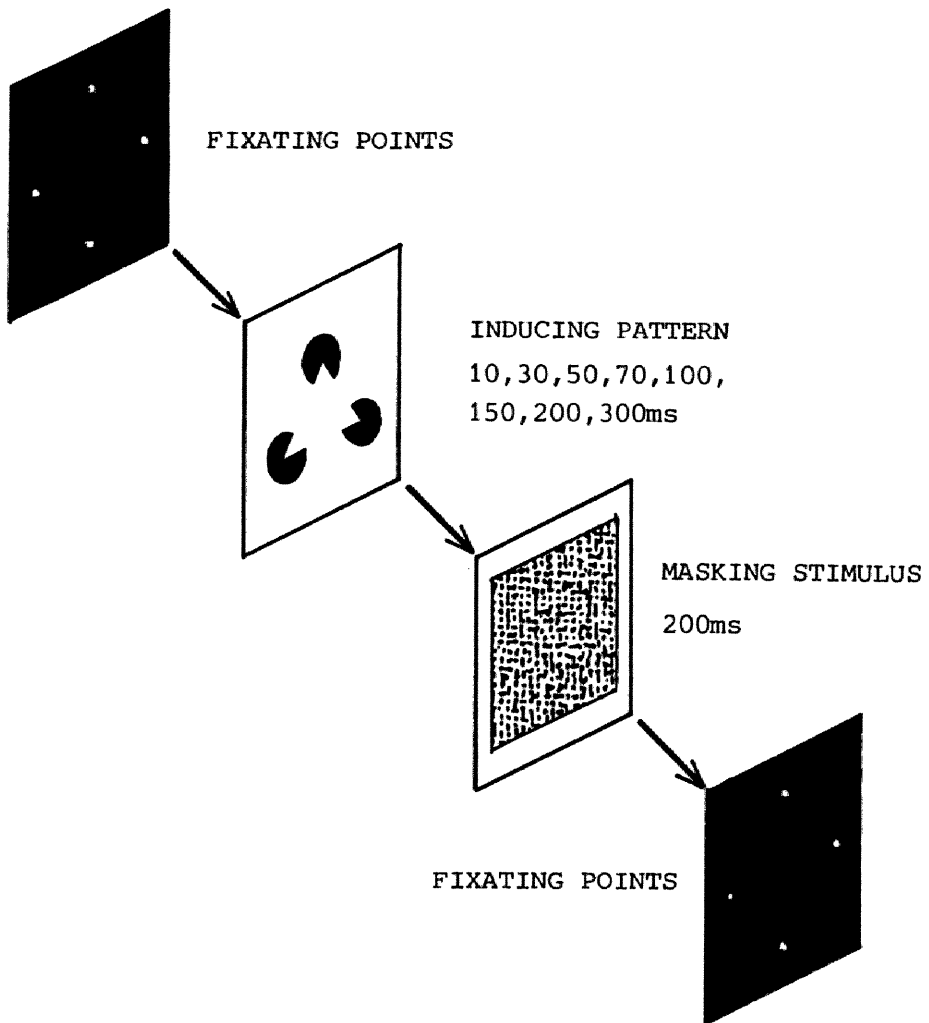 FIXATING POINTS
INDUCING PATTERN
10,30,50,70,100,
150,200,300ms
MASKING STIMULUS
200ms
FIXATING POINTS